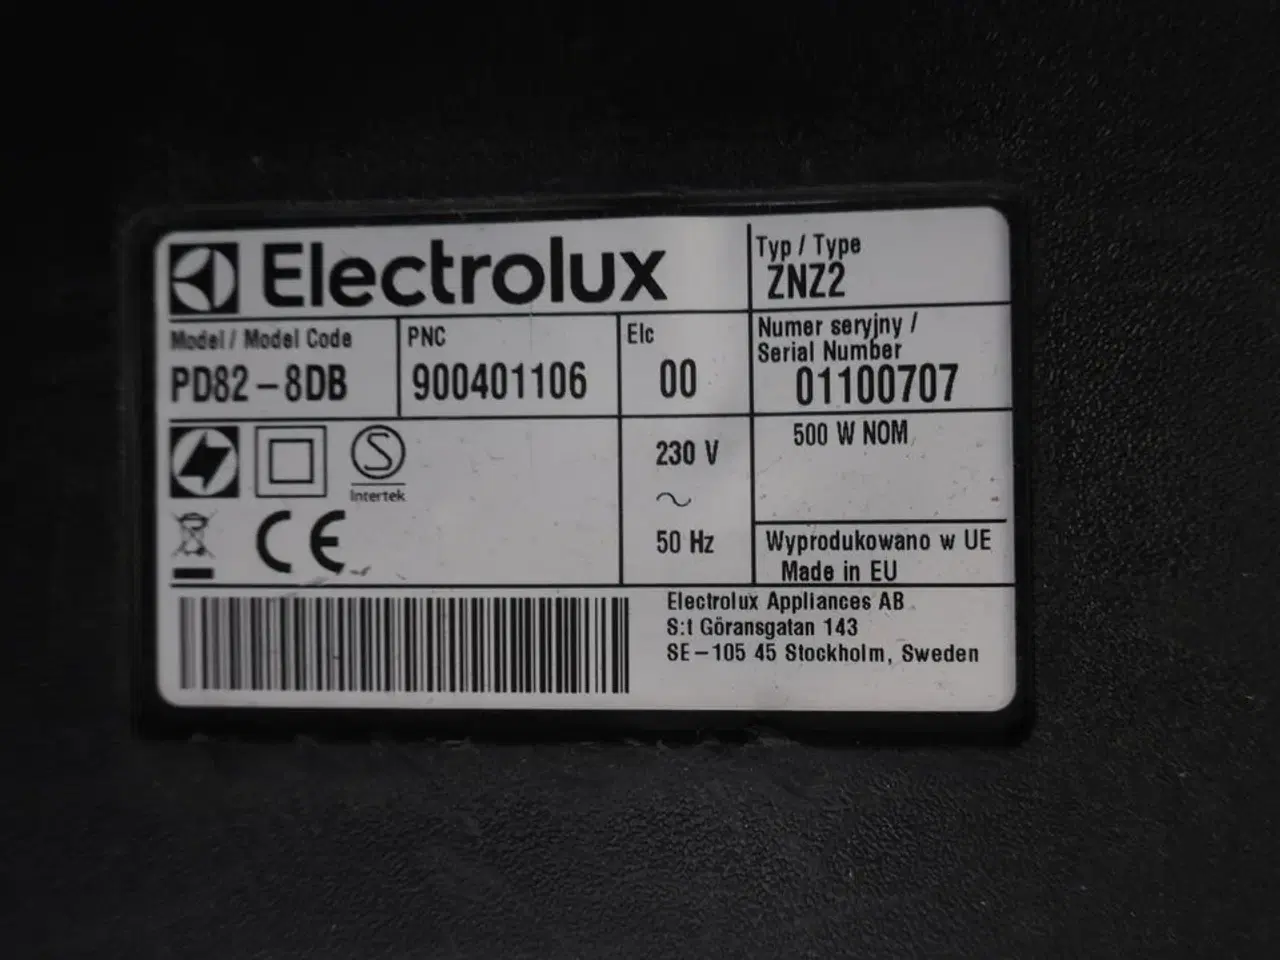 Electrolux
Typ / Type
ZNZ2
Model / Model Code
PD82-8DB
PNC
900401106
Elc
00
Numer seryjny /
Serial Number
01100707
S
Intertek
CE
230 V
~
50 Hz
500 W NOM
Wyprodukowano w UE
Made in EU
Electrolux Appliances AB
S:t Göransgatan 143
SE-105 45 Stockholm, Sweden